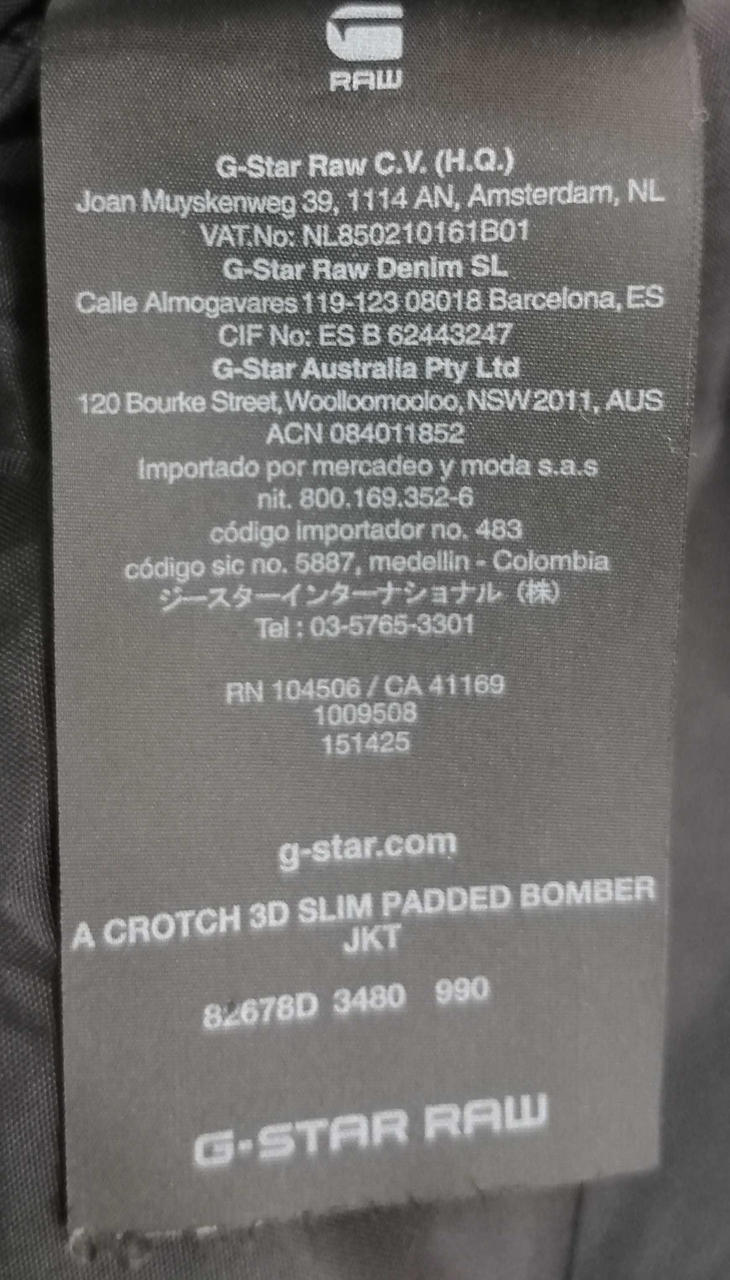 RAW
G-Star Raw C.V. (H.Q.)
Joan Muyskenweg 39, 1114 AN, Amsterdam, NL
VAT.No: NL850210161B01
G-Star Raw Denim SL
Calle Almogavares 119-123 08018 Barcelona, ES
CIF No: ES B 62443247
G-Star Australia Pty Ltd
120 Bourke Street, Woolloomooloo, NSW 2011, AUS
ACN 084011852
Importado por mercadeo y moda s.a.s
nit. 800.169.352-6
código importador no. 483
código sic no. 5887, medellin - Colombia
ジースターインターナショナル (株)
Tel : 03-5765-3301
RN 104506 / CA 41169
1009508
151425
g-star.com
A CROTCH 3D SLIM PADDED BOMBER
JKT
82678D 3480 990
G-STAR RAW